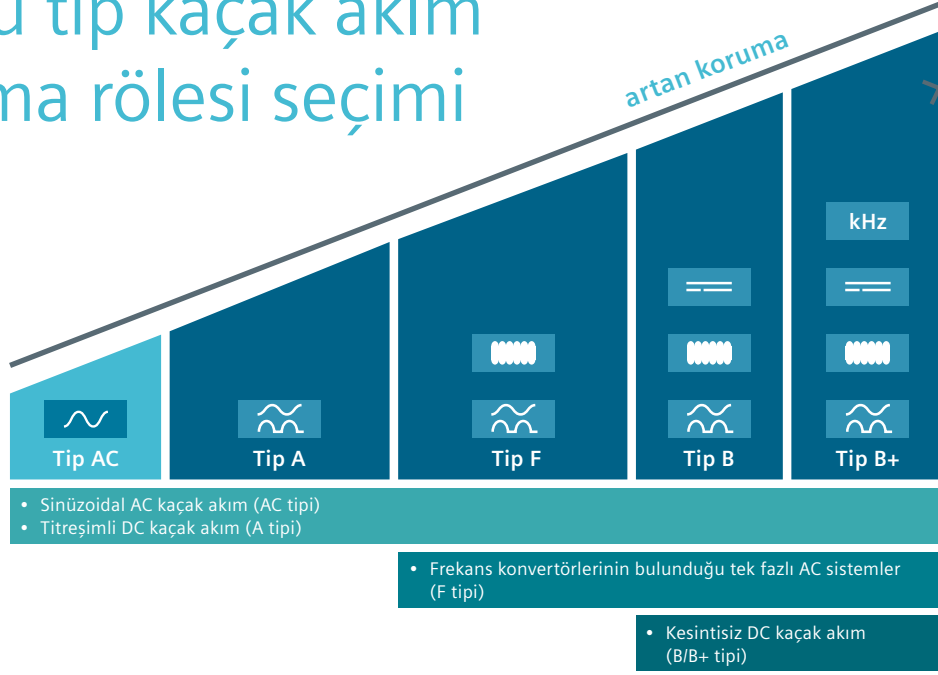 tip kaçak akım
rölesi seçimi
artan koruma
kHz
Tip AC
Tip A
Tip F
Tip B
Tip B+
• Sinüzoidal AC kaçak akım (AC tipi)
• Titreşimli DC kaçak akım (A tipi)
• Frekans konvertörlerinin bulunduğu tek fazlı AC sistemler
(F tipi)
• Kesintisiz DC kaçak akım
(B/B+ tipi)